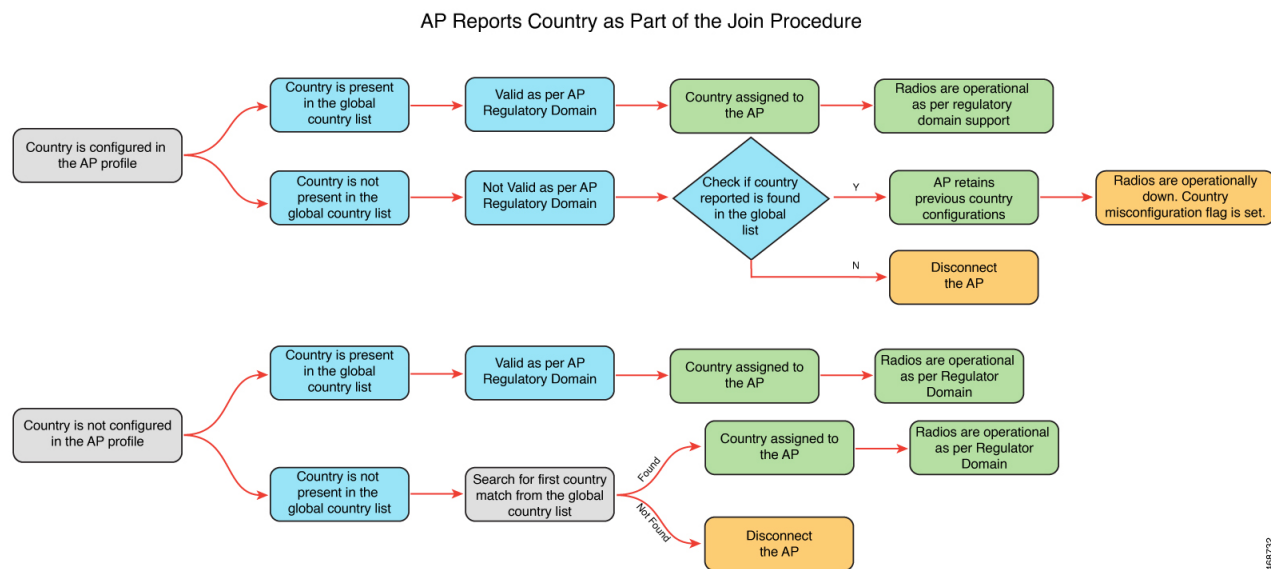 AP Reports Country as Part of the Join Procedure
Country is configured in
the AP profile
Country is present
in the global
country list
Valid as per AP
Regulatory Domain
Country assigned to
the AP
Radios are operational
as per regulatory
domain support
Country is not
present in the
global country list
Not Valid as per AP
Regulatory Domain
Check if country
reported is found
in the global
list
Y
AP retains
previous country
configurations
Radios are operationally
down. Country
misconfiguration flag is set.
N
Disconnect
the AP
Country is not configured
in the AP profile
Country is present
in the global
country list
Valid as per AP
Regulatory Domain
Country assigned to
the AP
Radios are operational
as per Regulator
Domain
Country is not
present in the
global country list
Search for first country
match from the global
country list
Found
Country assigned to
the AP
Radios are operational
as per Regulator
Domain
Not Found
Disconnect
the AP
468732